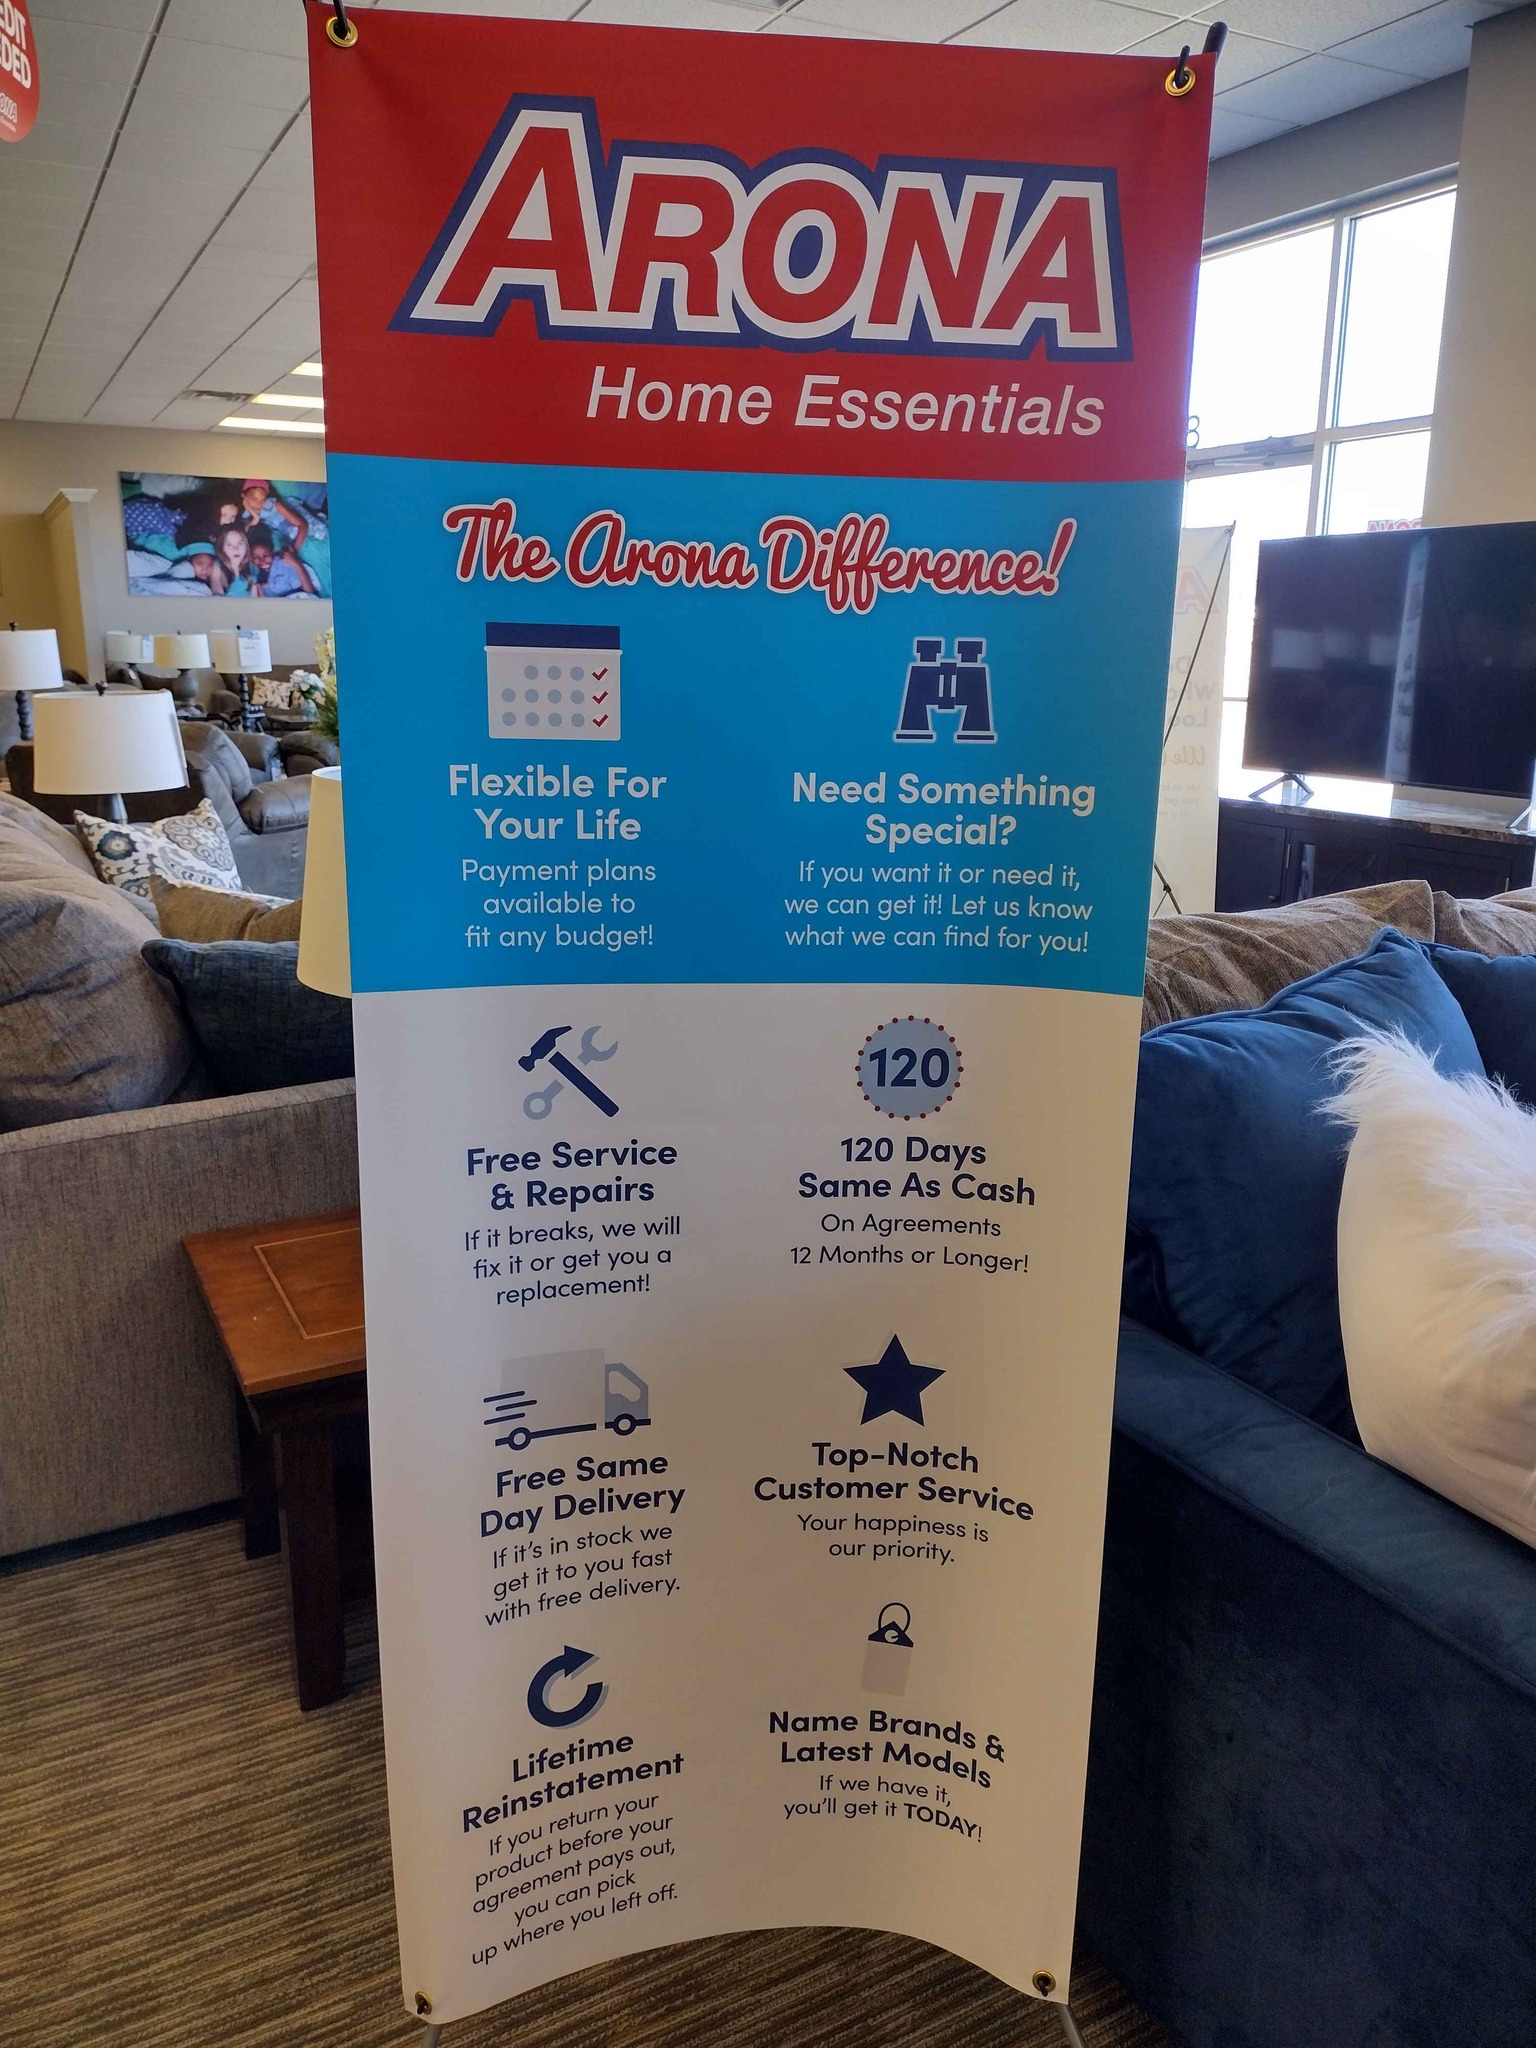 ARONA
Home Essentials
The Arona Difference!
Flexible For
Your Life
Payment plans
available to
fit any budget!
Need Something
Special?
If you want it or need it,
we can get it! Let us know
what we can find for you!
Free Service
& Repairs
If it breaks, we will
fix it or get you a
replacement!
120
120 Days
Same As Cash
On Agreements
12 Months or Longer!
Free Same
Day Delivery
If it's in stock we
get it to you fast
with free delivery.
Top-Notch
Customer Service
Your happiness is
our priority.
Lifetime
Reinstatement
If you return your
product before your
agreement pays out,
you can pick
up where you left off.
Name Brands &
Latest Models
If we have it,
you'll get it TODAY!